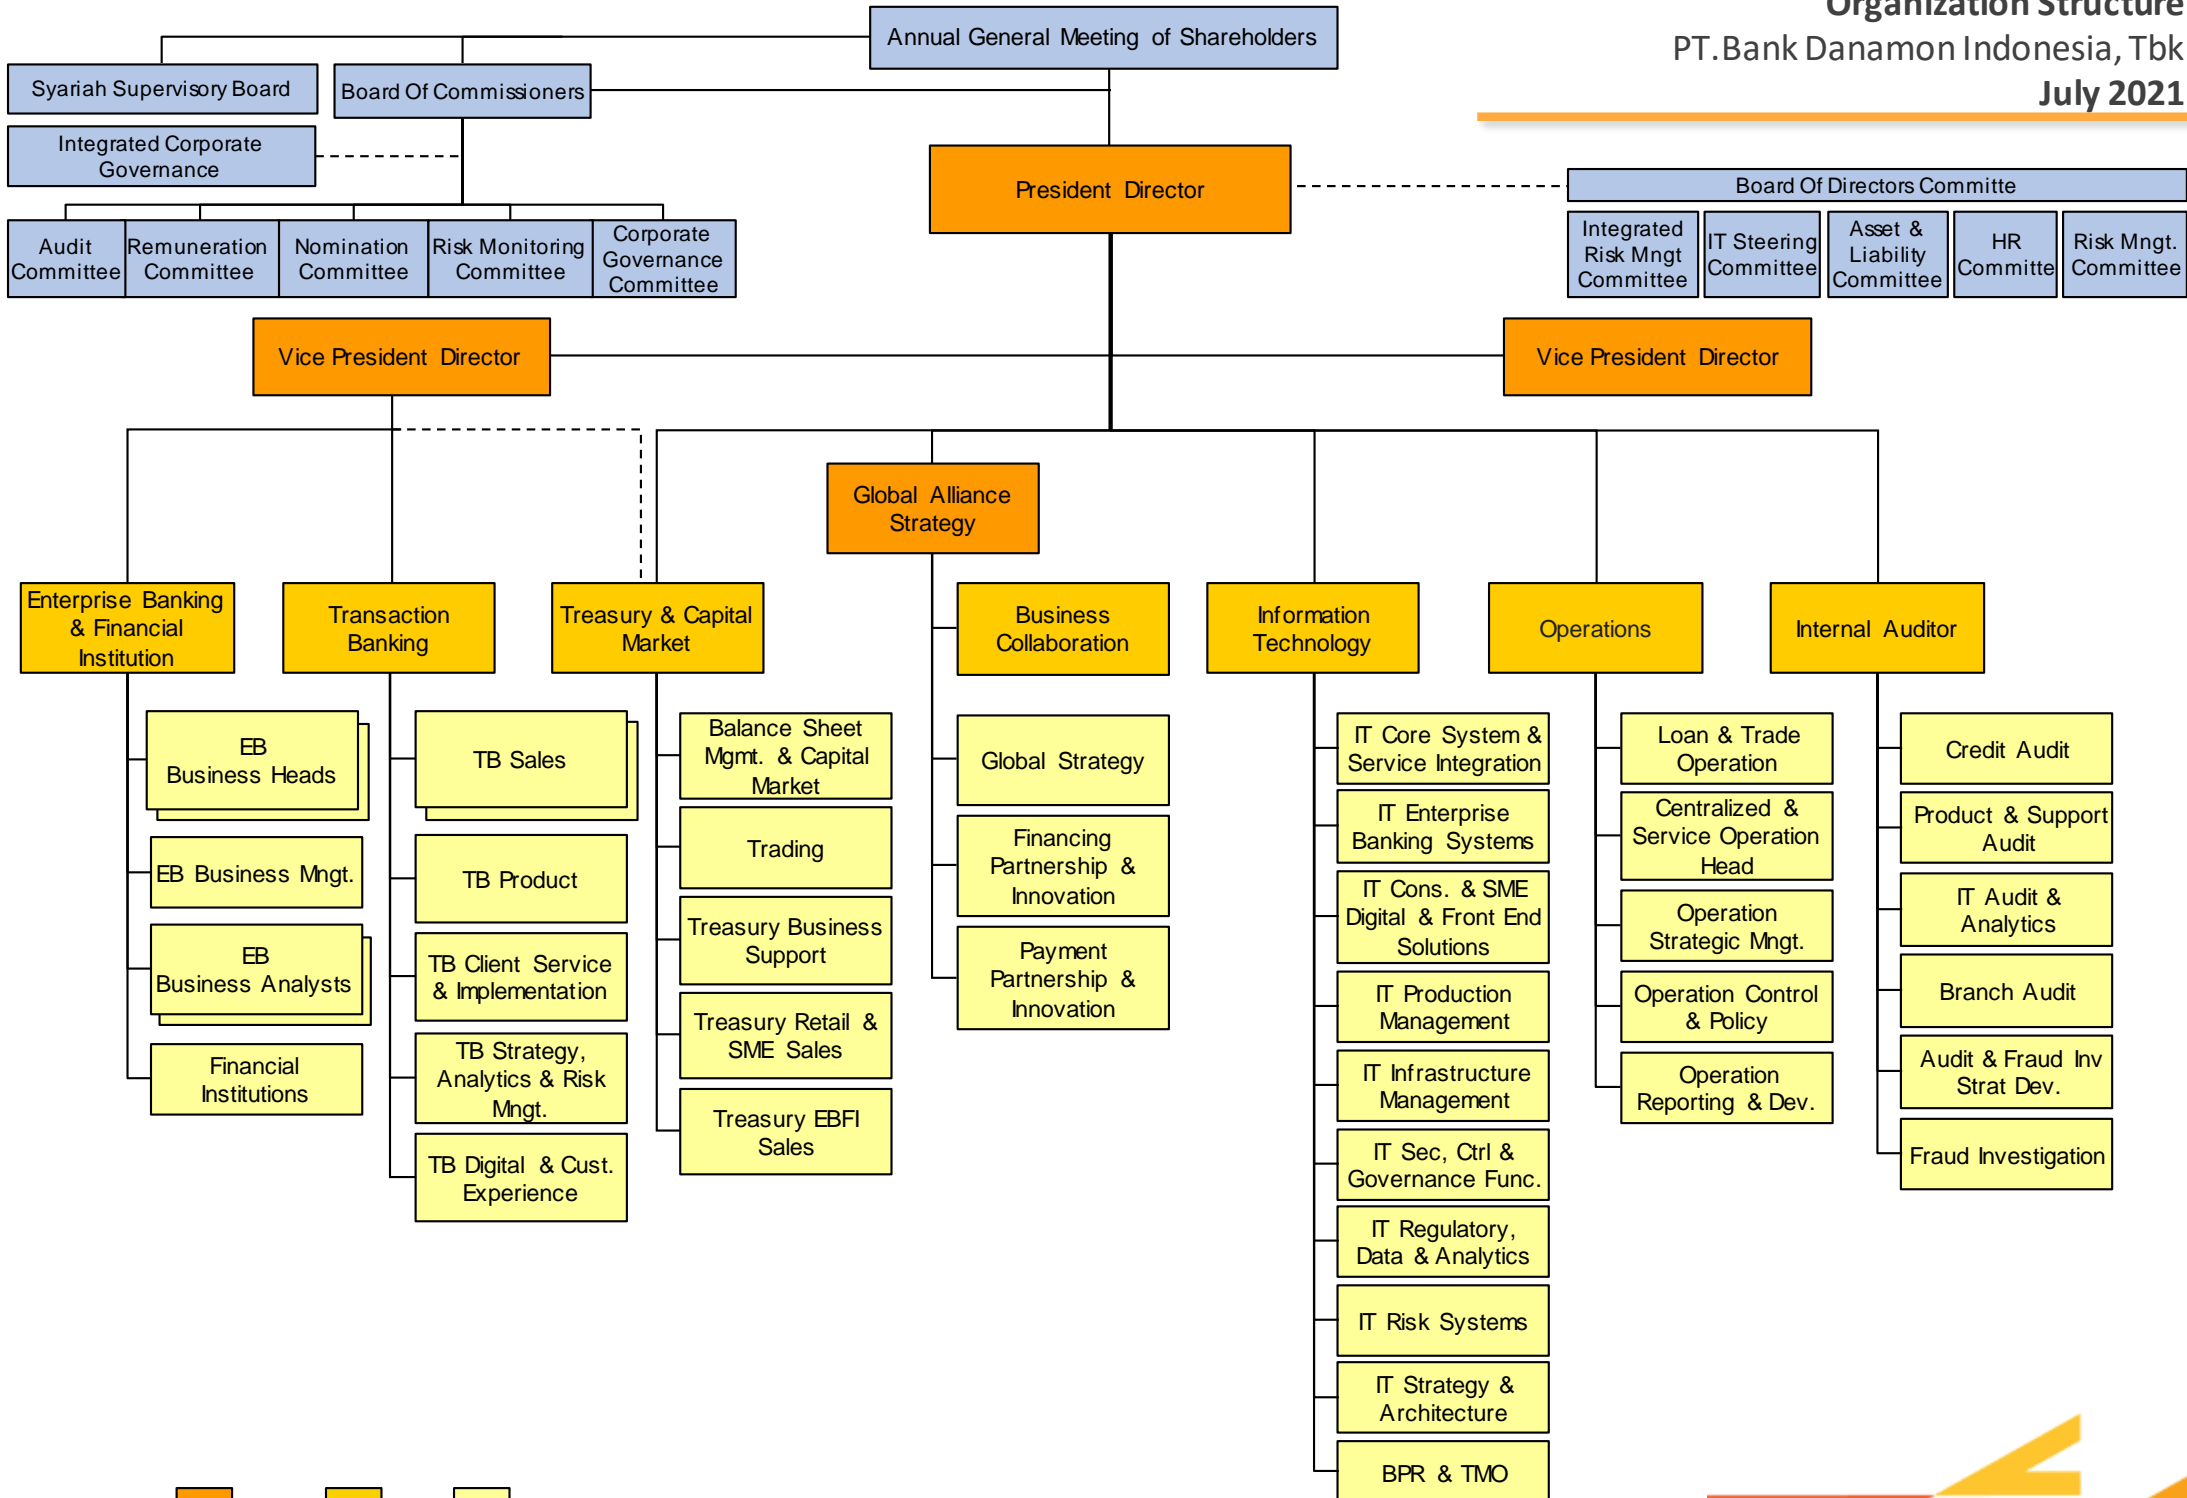 Organization Structure
PT.Bank Danamon Indonesia, Tbk
July 2021
Annual General Meeting of Shareholders
Syariah Supervisory Board
Board Of Commissioners
Integrated Corporate
Governance
President Director
Board Of Directors Committe
Audit
Committee
Remuneration
Committee
Nomination
Committee
Risk Monitoring
Committee
Corporate
Governance
Committee
Integrated
Risk Mngt
Committee
IT Steering
Committee
Asset &
Liability
Committee
HR
Committe
Risk Mngt.
Committee
Vice President Director
Vice President Director
Global Alliance
Strategy
Enterprise Banking
& Financial
Institution
Transaction
Banking
Treasury & Capital
Market
Business
Collaboration
Information
Technology
Operations
Internal Auditor
EB
Business Heads
EB Business Mngt.
EB
Business Analysts
Financial
Institutions
TB Sales
TB Product
TB Client Service
& Implementation
TB Strategy,
Analytics & Risk
Mngt.
TB Digital & Cust.
Experience
Balance Sheet
Mgmt. & Capital
Market
Trading
Treasury Business
Support
Treasury Retail &
SME Sales
Treasury EBFI
Sales
Global Strategy
Financing
Partnership &
Innovation
Payment
Partnership &
Innovation
IT Core System &
Service Integration
IT Enterprise
Banking Systems
IT Cons. & SME
Digital & Front End
Solutions
IT Production
Management
IT Infrastructure
Management
IT Sec, Ctrl &
Governance Func.
IT Regulatory,
Data & Analytics
IT Risk Systems
IT Strategy &
Architecture
BPR & TMO
Loan & Trade
Operation
Centralized &
Service Operation
Head
Operation
Strategic Mngt.
Operation Control
& Policy
Operation
Reporting & Dev.
Credit Audit
Product & Support
Audit
IT Audit &
Analytics
Branch Audit
Audit & Fraud Inv
Strat Dev.
Fraud Investigation